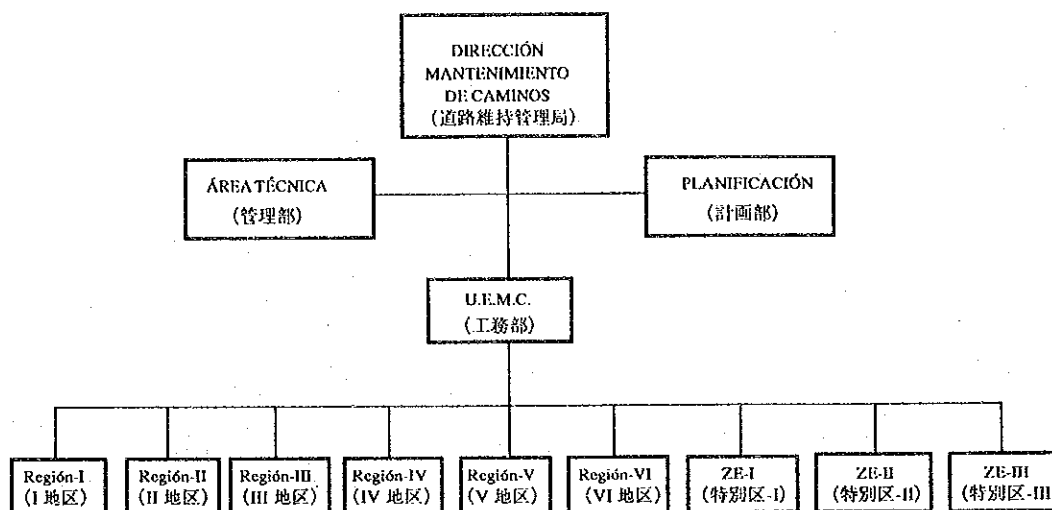 DIRECCIÓN
MANTENIMIENTO
DE CAMINOS
(道路維持管理局)
ÁREA TÉCNICA
(管理部)
PLANIFICACIÓN
(計画部)
U.E.M.C.
(工務部)
Región-I
(I 地区)
Región-II
(II 地区)
Región-III
(III 地区)
Región-IV
(IV 地区)
Región-V
(V 地区)
Región-VI
(VI 地区)
ZE-I
(特別区-I)
ZE-II
(特別区-II)
ZE-III
(特別区-III)